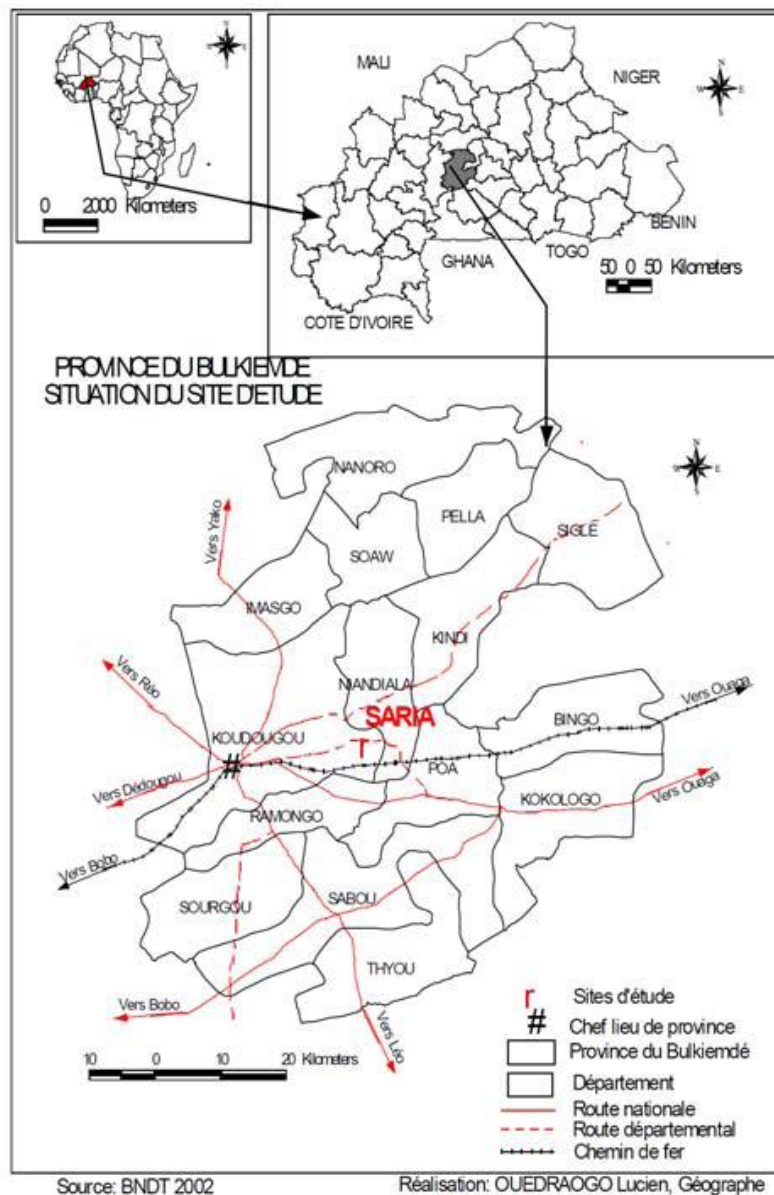 N
W E
S
0 2000 Kilometers
MALI
NIGER
BENIN
TOGO
GHANA
COTE D'IVOIRE
50 0 50 Kilometers
PROVINCE DU BULKIEMDE
SITUATION DU SITE D'ETUDE
N
W E
S
NANORO
PELLA
SIGLE
SOAW
Vers Yako
IMASGO
KINDI
NIANDIALA
Vers Réo
SARIA
r
KOUDOUGOU
#
BINGO
Vers Ouaga
POA
Vers Dédougou
KOKOLOGO
Vers Ouaga
RAMONGO
Vers Bobo
SOURGOU
SABOU
THYOU
Vers Bobo
Vers Léo
10 0 10 20 Kilometers
r Sites d'étude
# Chef lieu de province
Province du Bulkiemdé
Département
Route nationale
Route départemental
Chemin de fer
Source: BNDT 2002
Réalisation: OUEDRAOGO Lucien, Géographe